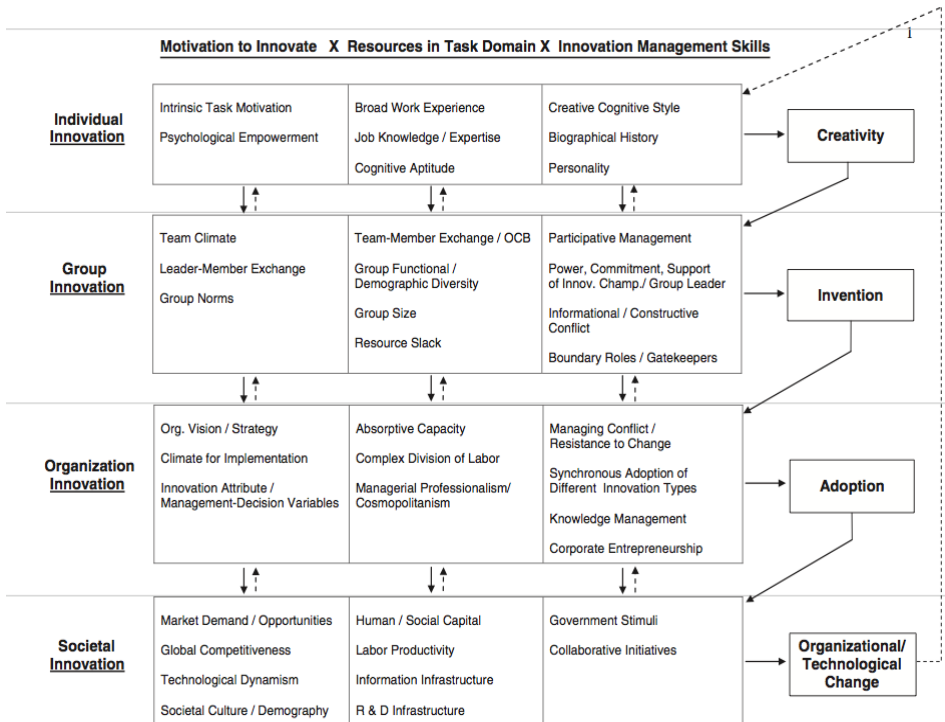 Motivation to Innovate X Resources in Task Domain X Innovation Management Skills
1
Individual
Innovation
Intrinsic Task Motivation
Psychological Empowerment
Broad Work Experience
Job Knowledge / Expertise
Cognitive Aptitude
Creative Cognitive Style
Biographical History
Personality
Creativity
Group
Innovation
Team Climate
Leader-Member Exchange
Group Norms
Team-Member Exchange / OCB
Group Functional /
Demographic Diversity
Group Size
Resource Slack
Participative Management
Power, Commitment, Support
of Innov. Champ./ Group Leader
Informational / Constructive
Conflict
Boundary Roles / Gatekeepers
Invention
Organization
Innovation
Org. Vision / Strategy
Climate for Implementation
Innovation Attribute /
Management-Decision Variables
Absorptive Capacity
Complex Division of Labor
Managerial Professionalism/
Cosmopolitanism
Managing Conflict /
Resistance to Change
Synchronous Adoption of
Different Innovation Types
Knowledge Management
Corporate Entrepreneurship
Adoption
Societal
Innovation
Market Demand / Opportunities
Global Competitiveness
Technological Dynamism
Societal Culture / Demography
Human / Social Capital
Labor Productivity
Information Infrastructure
R & D Infrastructure
Government Stimuli
Collaborative Initiatives
Organizational/
Technological
Change